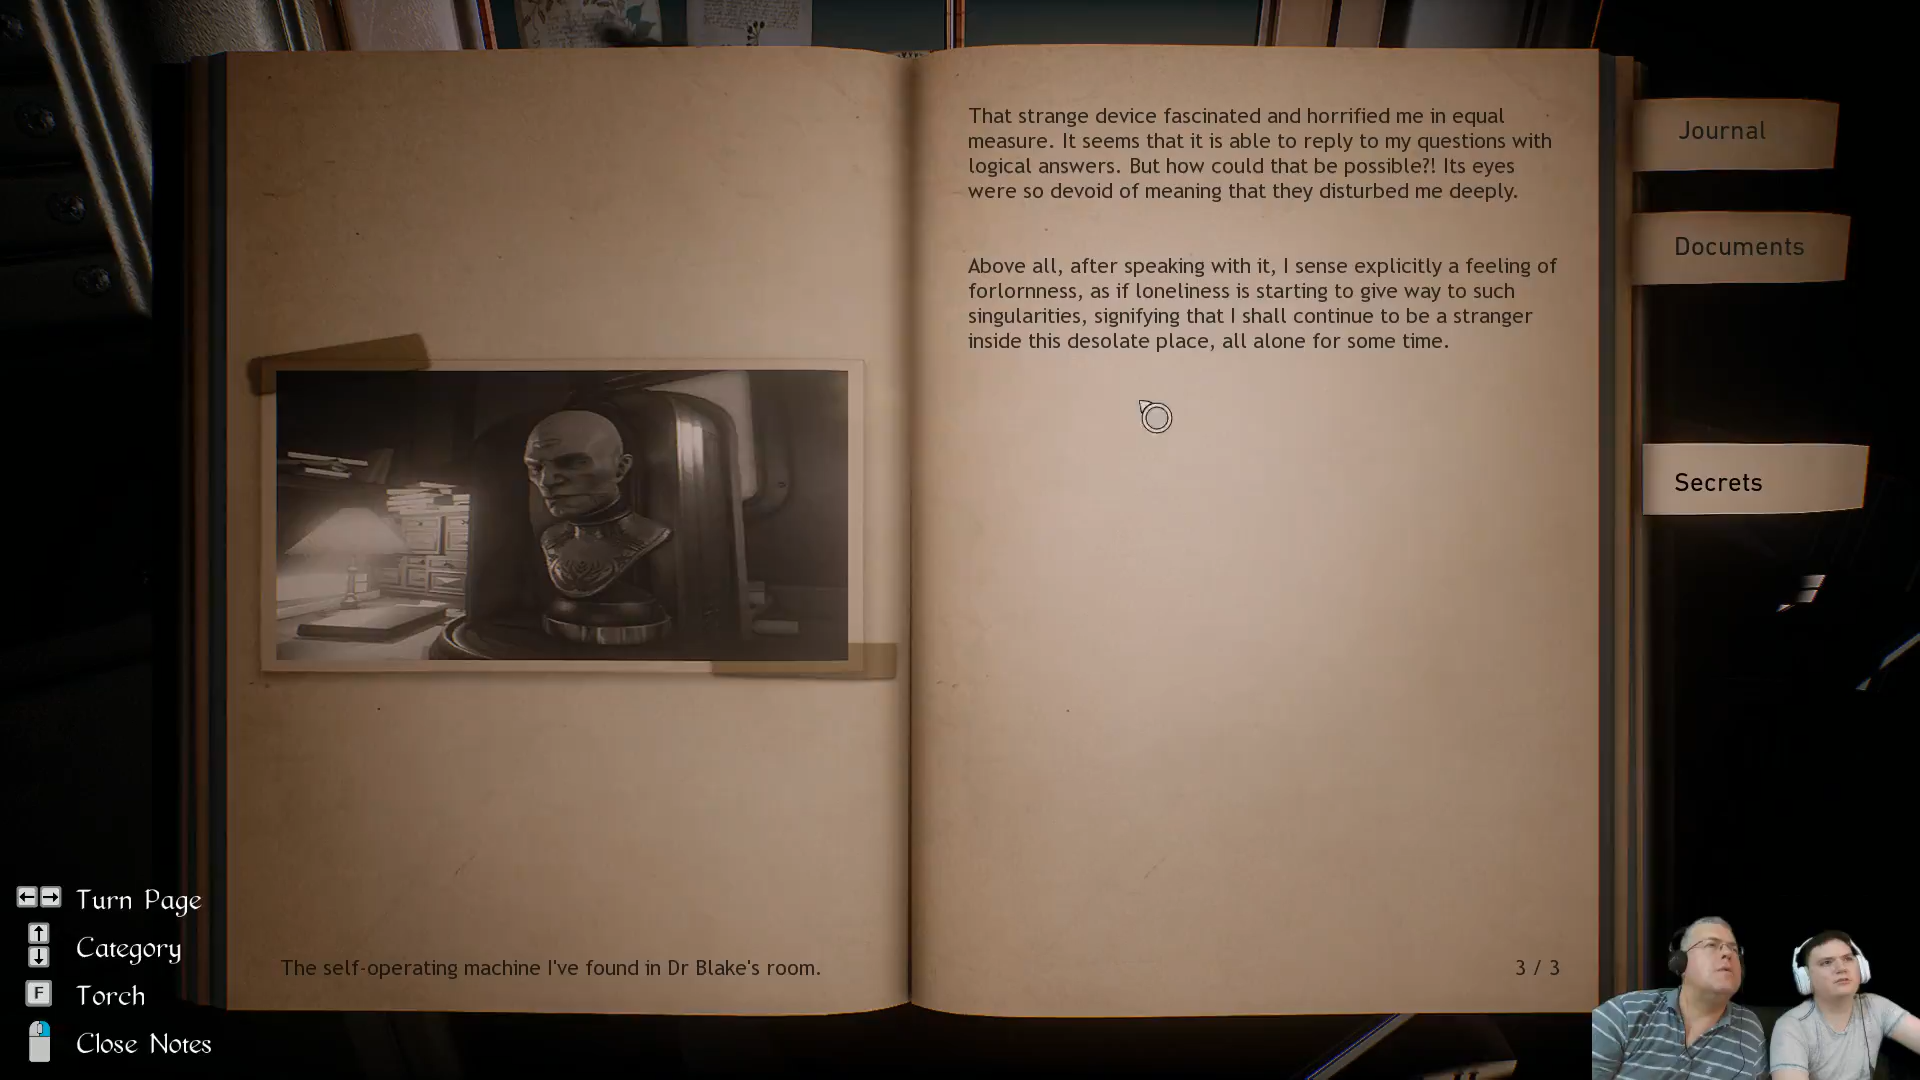 That strange device fascinated and horrified me in equal
measure. It seems that it is able to reply to my questions with
logical answers. But how could that be possible?! Its eyes
were so devoid of meaning that they disturbed me deeply.
Above all, after speaking with it, I sense explicitly a feeling of
forlornness, as if loneliness is starting to give way to such
singularities, signifying that I shall continue to be a stranger
inside this desolate place, all alone for some time.
Journal
Documents
Secrets
The self-operating machine I've found in Dr Blake's room.
3 / 3
Turn Page
Category
F Torch
Close Notes